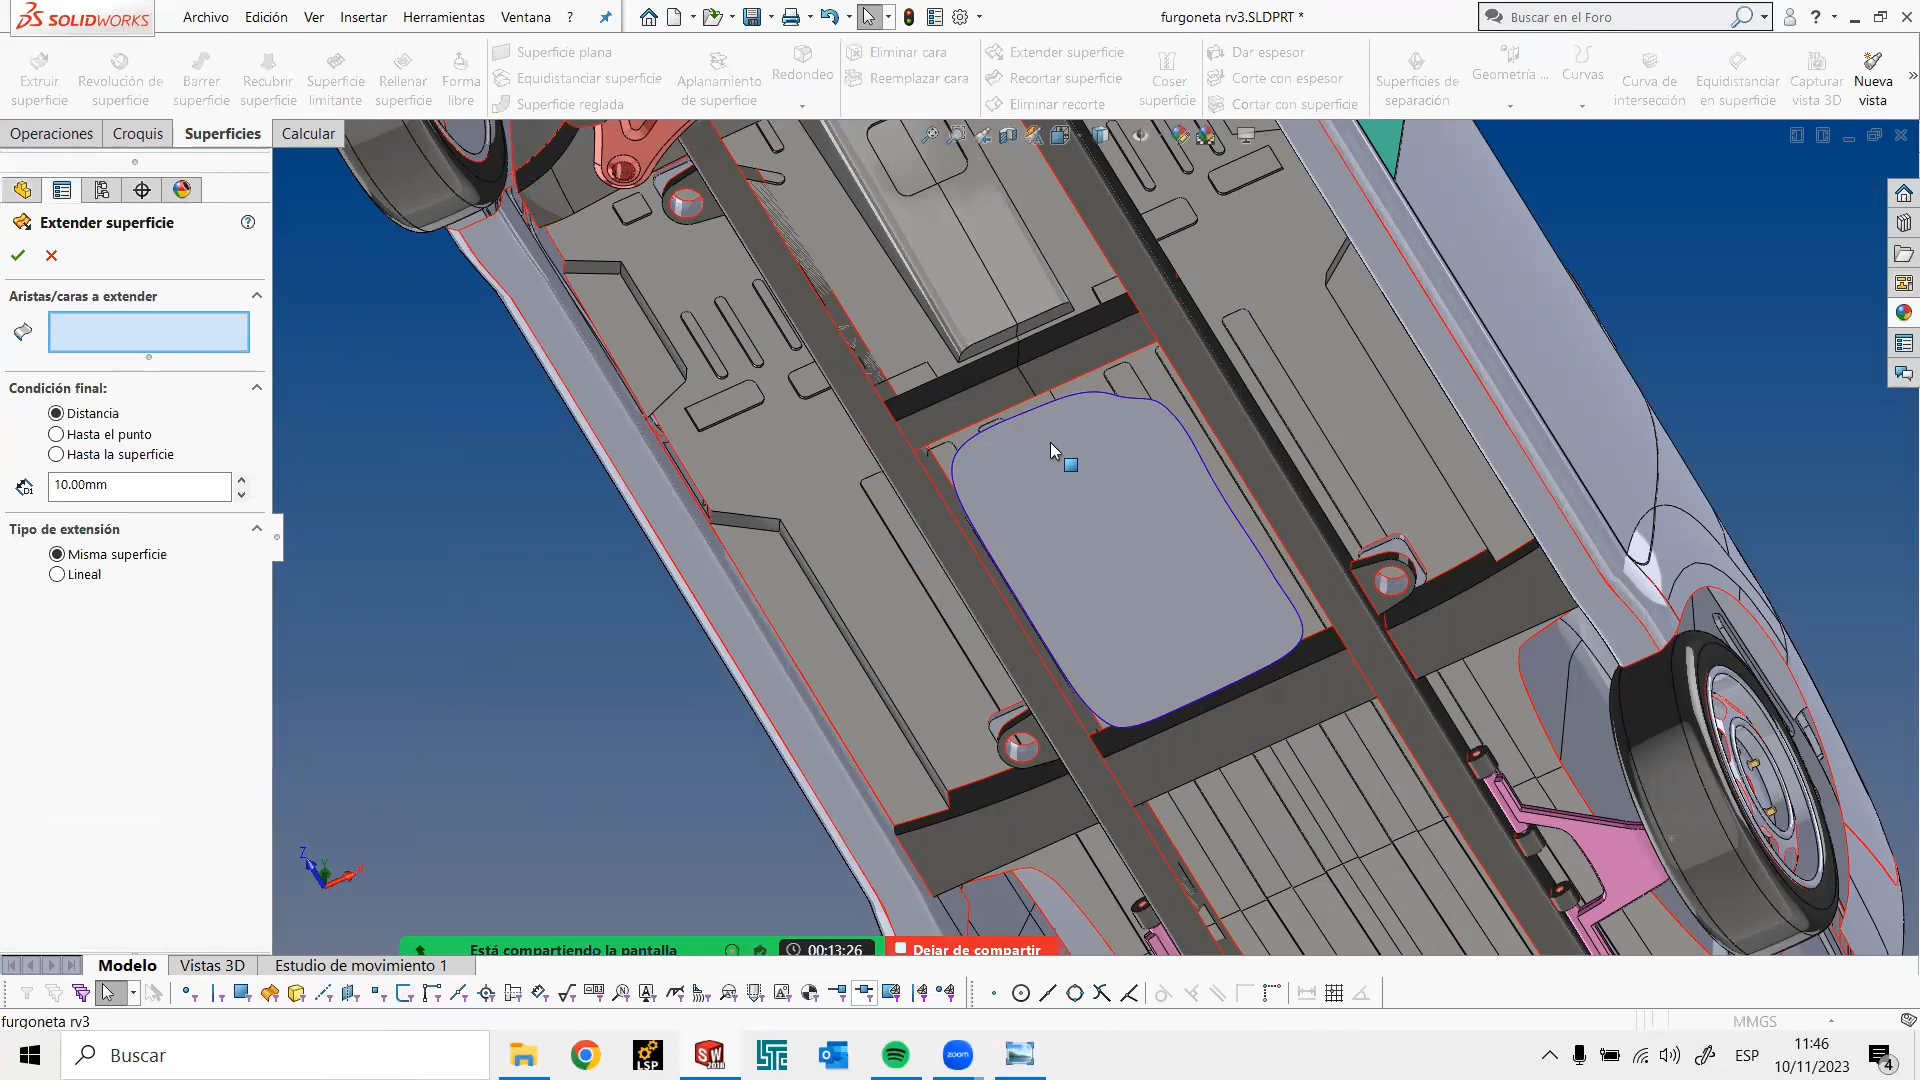 SOLIDWORKS
Archivo Edición Ver Insertar Herramientas Ventana ?
furgoneta rv3.SLDPRT *
Buscar en el Foro
Extruir superficie
Revolución de superficie
Barrer superficie
Recubrir superficie
Superficie limitante
Rellenar superficie
Forma libre
Superficie plana
Equidistanciar superficie
Superficie reglada
Aplanamiento de superficie
Redondeo
Eliminar cara
Reemplazar cara
Extender superficie
Recortar superficie
Eliminar recorte
Coser superficie
Dar espesor
Corte con espesor
Cortar con superficie
Superficies de separación
Geometría ...
Curvas
Curva de intersección
Equidistanciar en superficie
Capturar vista 3D
Nueva vista
Operaciones Croquis Superficies Calcular
Extender superficie
Aristas/caras a extender
Condición final:
Distancia
Hasta el punto
Hasta la superficie
D1
10.00mm
Tipo de extensión
Misma superficie
Lineal
Z Y X
Está compartiendo la pantalla 00:13:26 Dejar de compartir
Modelo Vistas 3D Estudio de movimiento 1
furgoneta rv3
MMGS
Buscar
LSP
SW
2018
zoom
ESP
11:46
10/11/2023
4